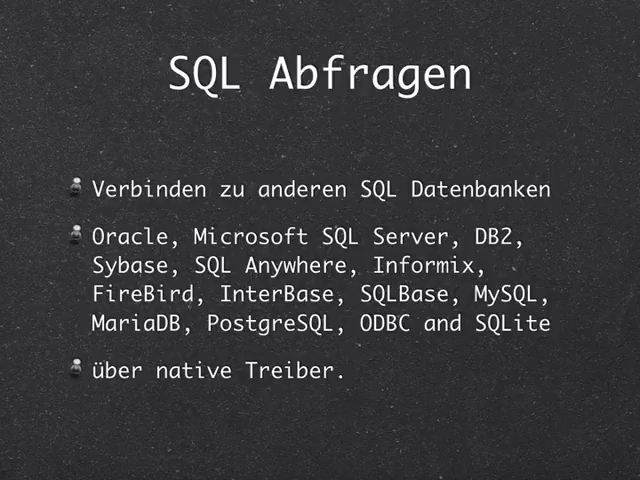 SQL Abfragen
Verbinden zu anderen SQL Datenbanken
Oracle, Microsoft SQL Server, DB2,
Sybase, SQL Anywhere, Informix,
FireBird, InterBase, SQLBase, MySQL,
MariaDB, PostgreSQL, ODBC and SQLite
über native Treiber.